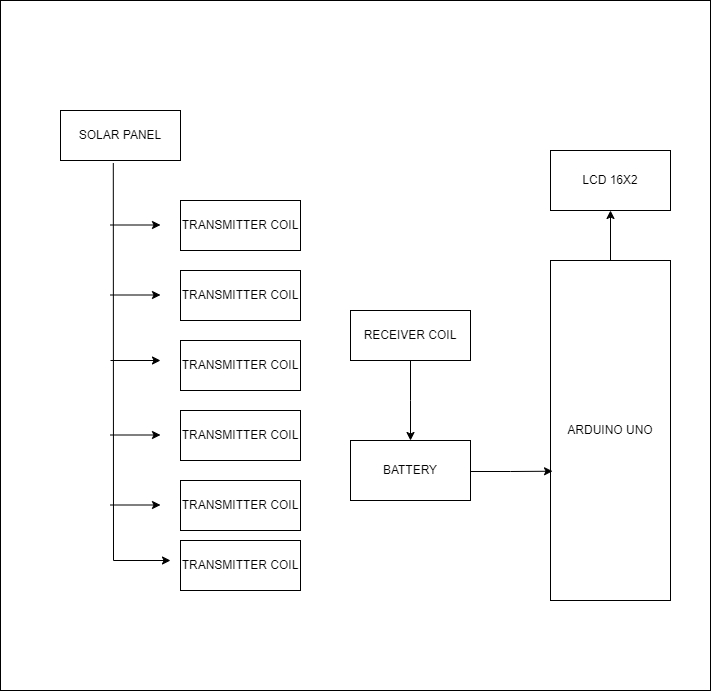 SOLAR PANEL
LCD 16X2
TRANSMITTER COIL
TRANSMITTER COIL
RECEIVER COIL
TRANSMITTER COIL
ARDUINO UNO
TRANSMITTER COIL
BATTERY
TRANSMITTER COIL
TRANSMITTER COIL